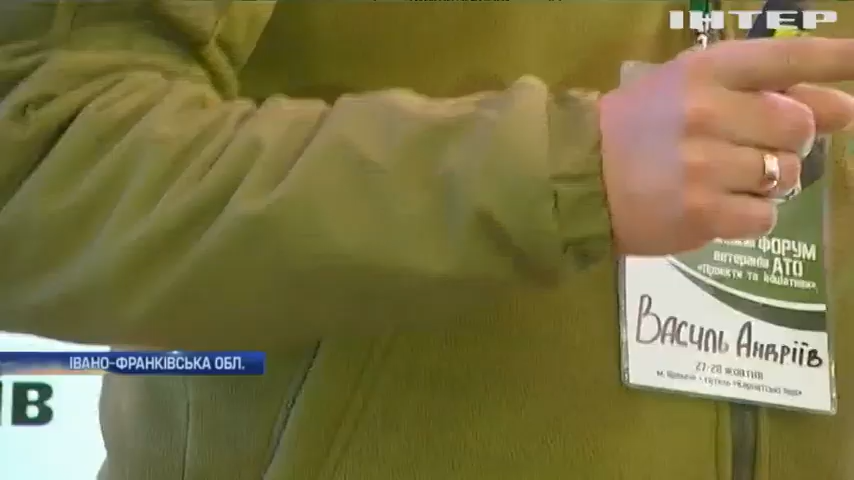 ІНТЕР
ФОРУМ
ветеранів АТО
«Проекти та ініціативи»
Василь Андріїв
27-28 ЖОВТНЯ
ІВАНО-ФРАНКІВСЬКА ОБЛ.
ІВ